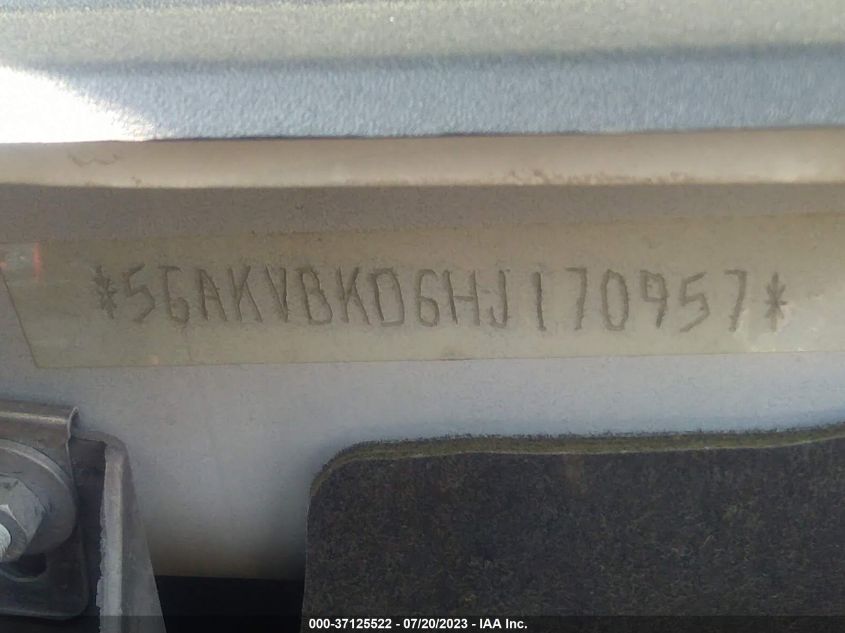 *5GAKVBKD6HJ170957*
000-37125522 - 07/20/2023 - IAA Inc.